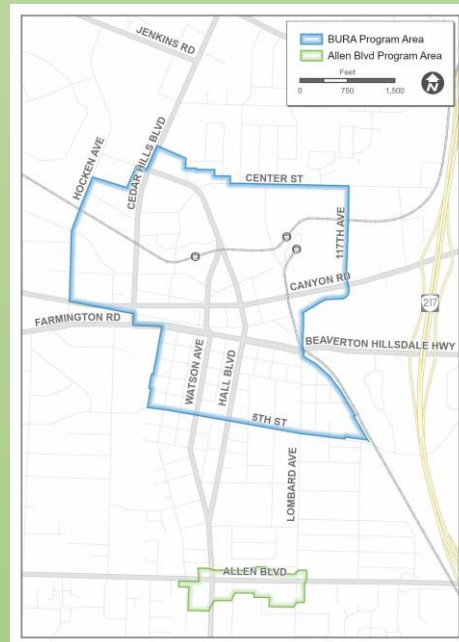 BURA Program Area
Allen Blvd Program Area
Feet
0 750 1,500
N
JENKINS RD
HOCKEN AVE
CEDAR HILLS BLVD
CENTER ST
117TH AVE
CANYON RD
217
FARMINGTON RD
BEAVERTON HILLSDALE HWY
WATSON AVE
HALL BLVD
5TH ST
LOMBARD AVE
ALLEN BLVD